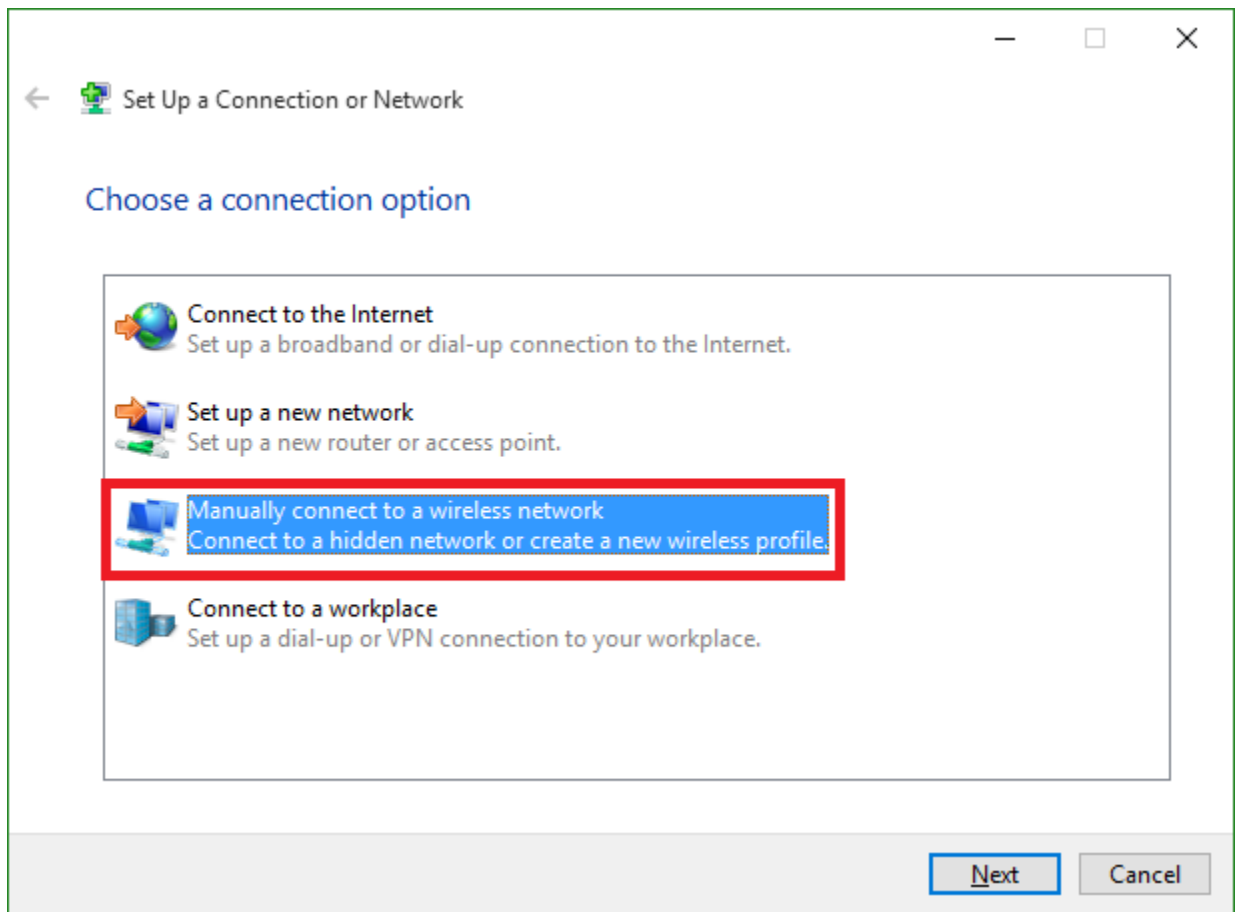 Set Up a Connection or Network
Choose a connection option
Connect to the Internet
Set up a broadband or dial-up connection to the Internet.
Set up a new network
Set up a new router or access point.
Manually connect to a wireless network
Connect to a hidden network or create a new wireless profile.
Connect to a workplace
Set up a dial-up or VPN connection to your workplace.
Next
Cancel